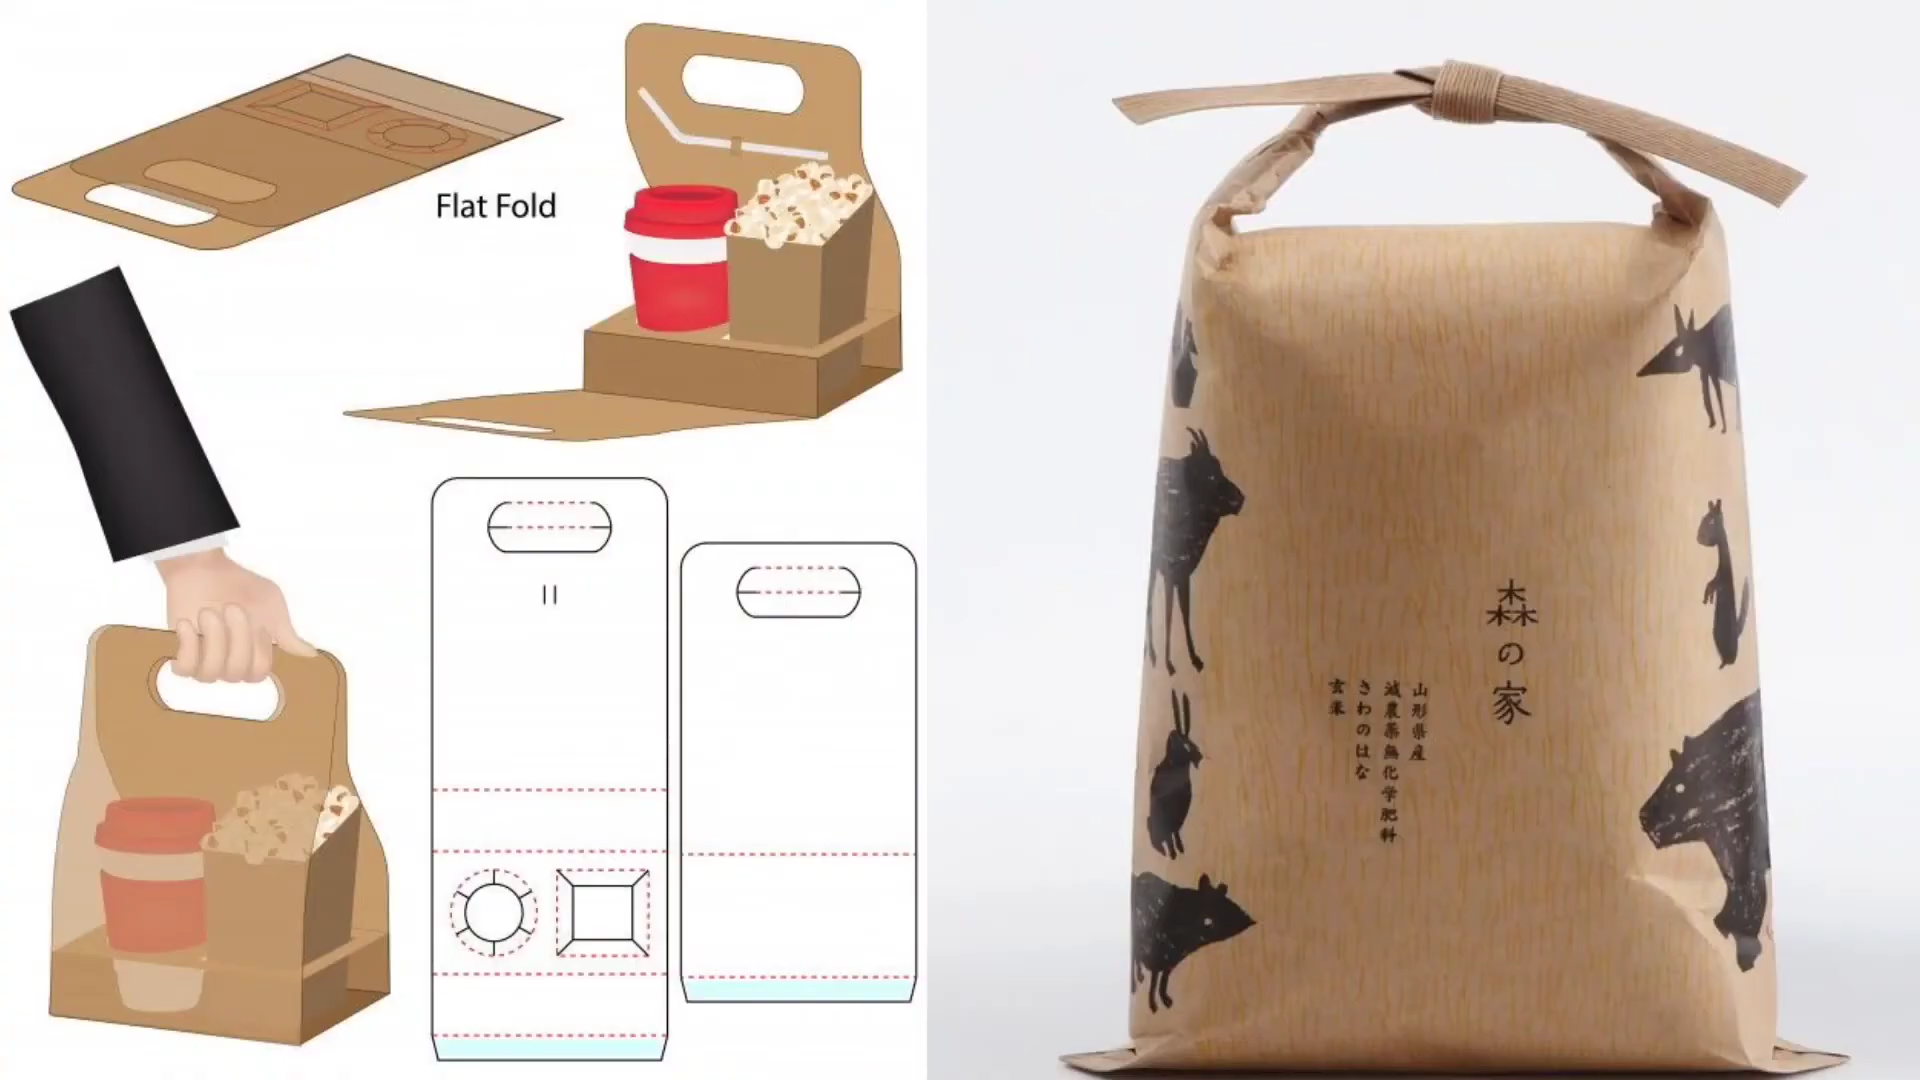 Flat Fold
森の家
山形県産
減農薬無化学肥料
さわのはな
玄米